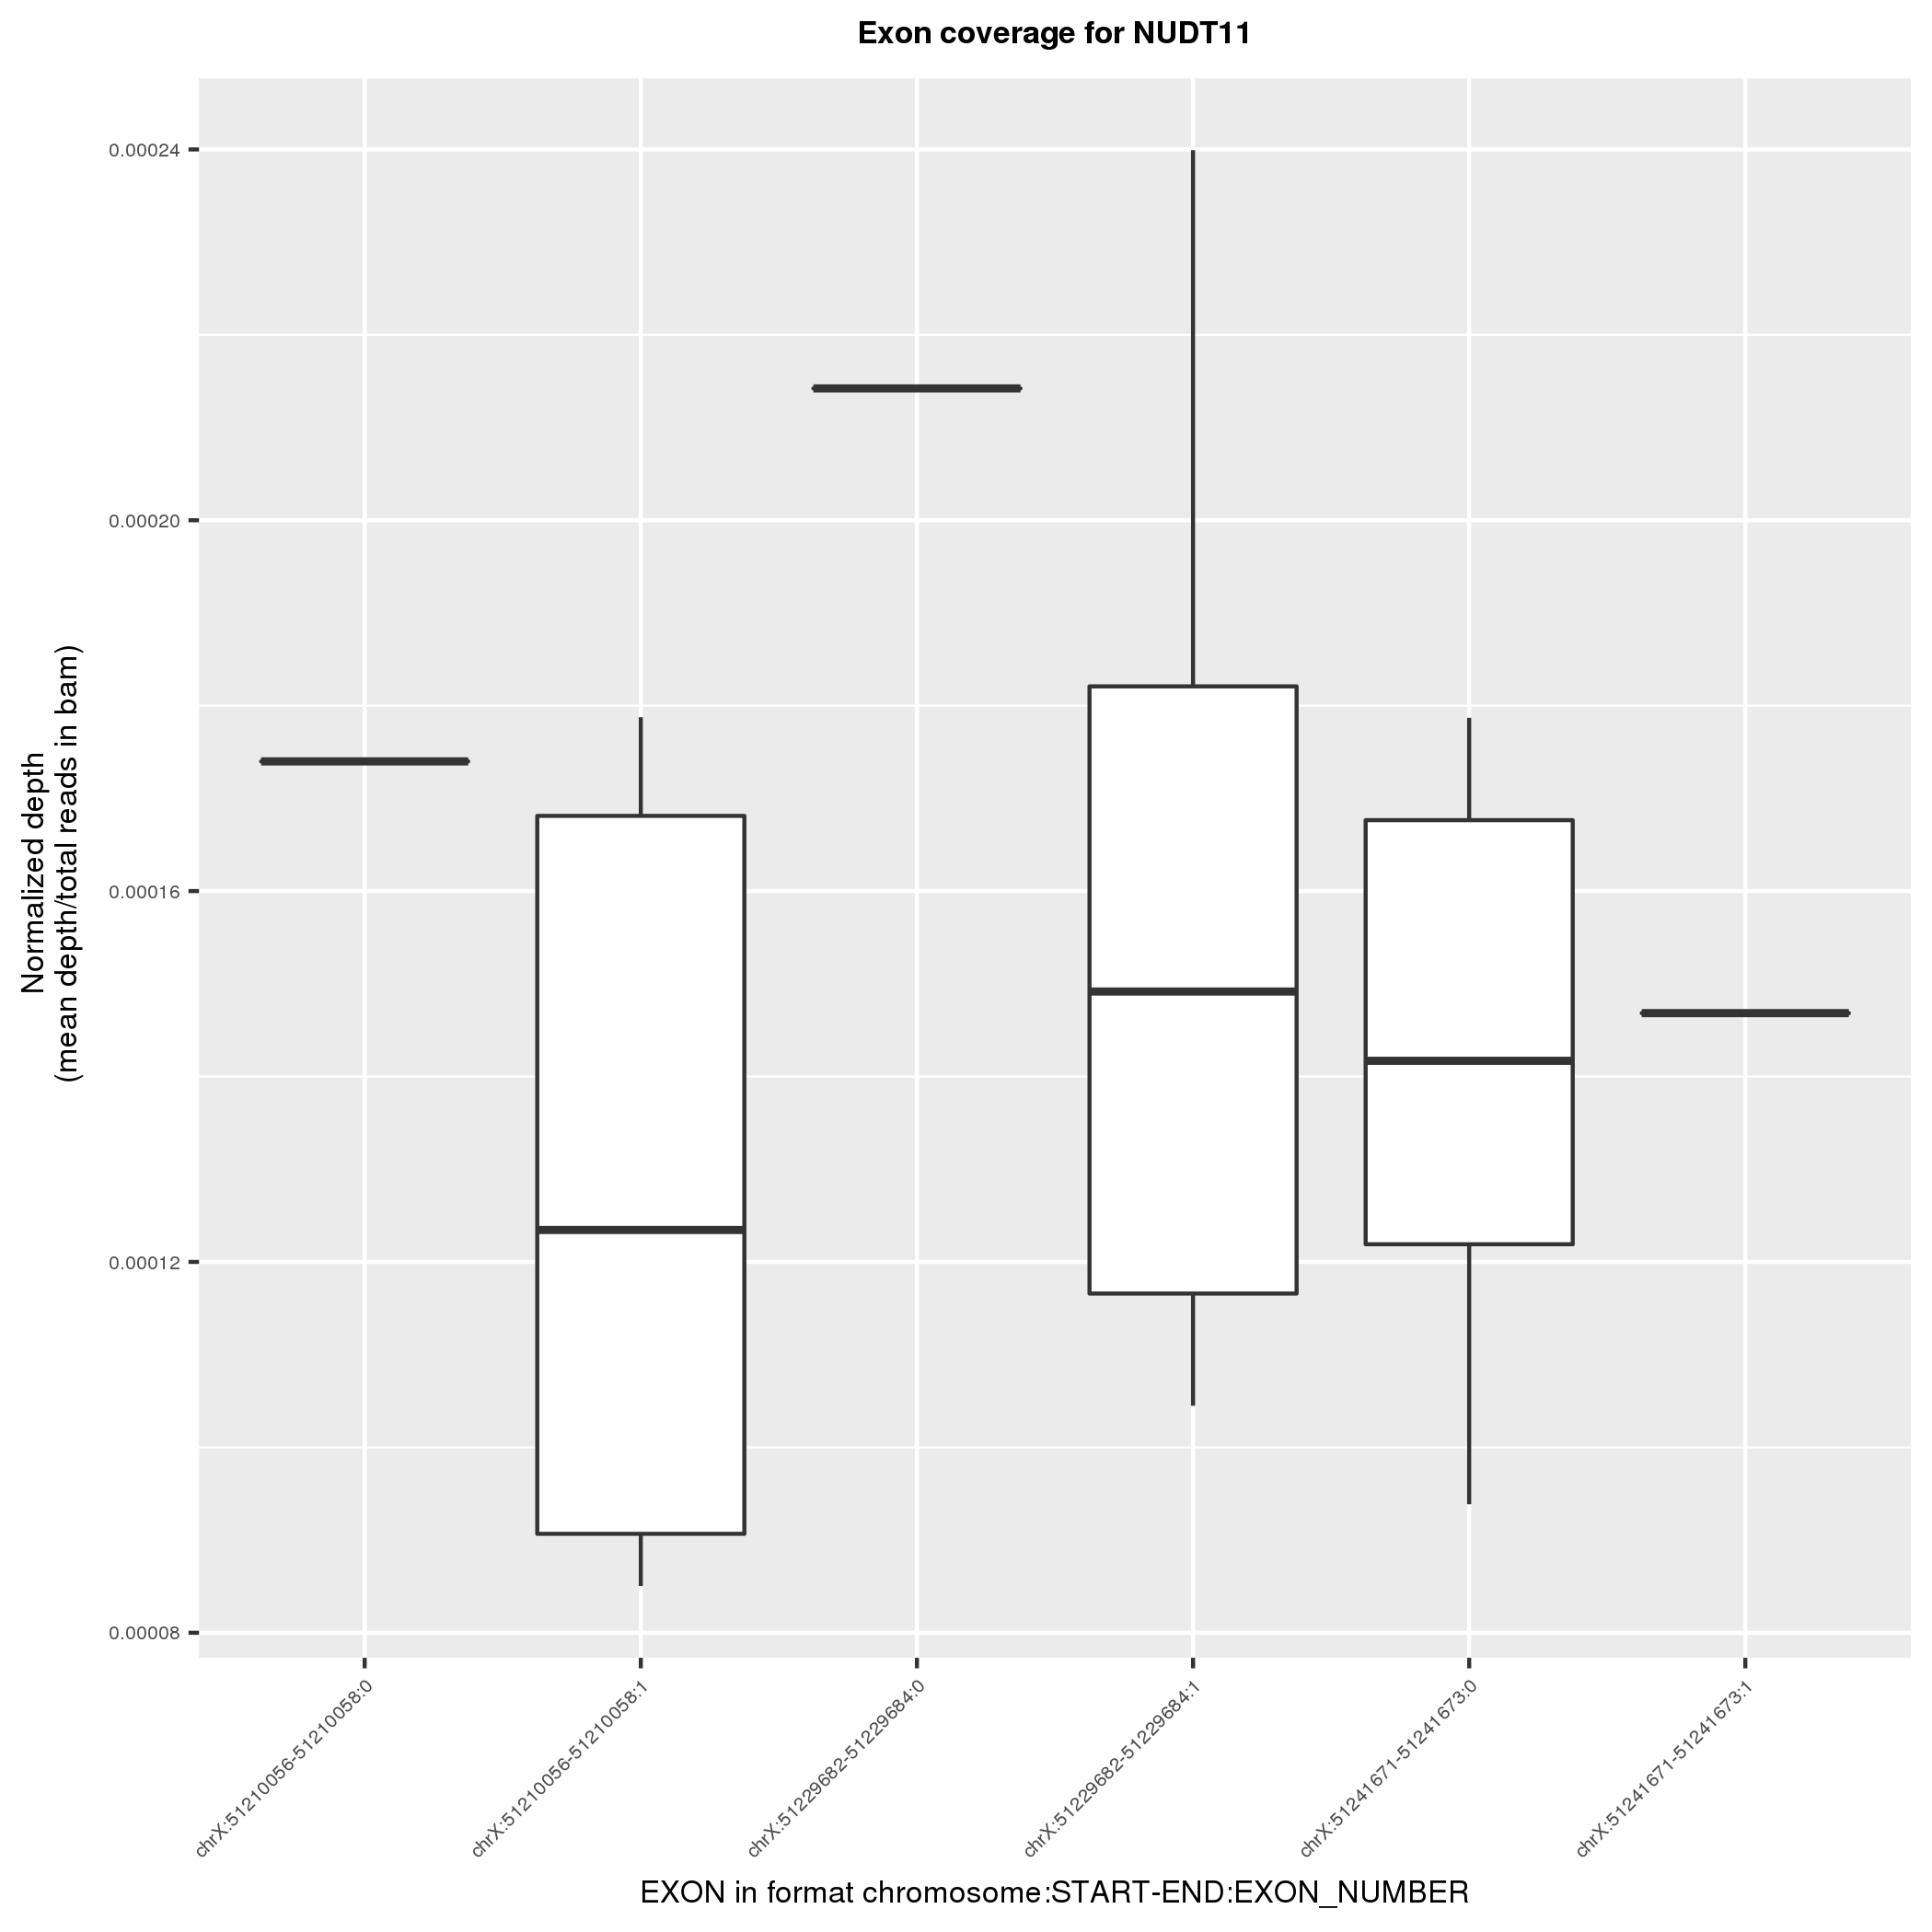 Exon coverage for NUDT11
Normalized depth
(mean depth/total reads in bam)
0.00024
0.00020
0.00016
0.00012
0.00008
chrX:51210056-51210058:0
chrX:51210056-51210058:1
chrX:51229682-51229684:0
chrX:51229682-51229684:1
chrX:51241671-51241673:0
chrX:51241671-51241673:1
EXON in format chromosome:START-END:EXON_NUMBER